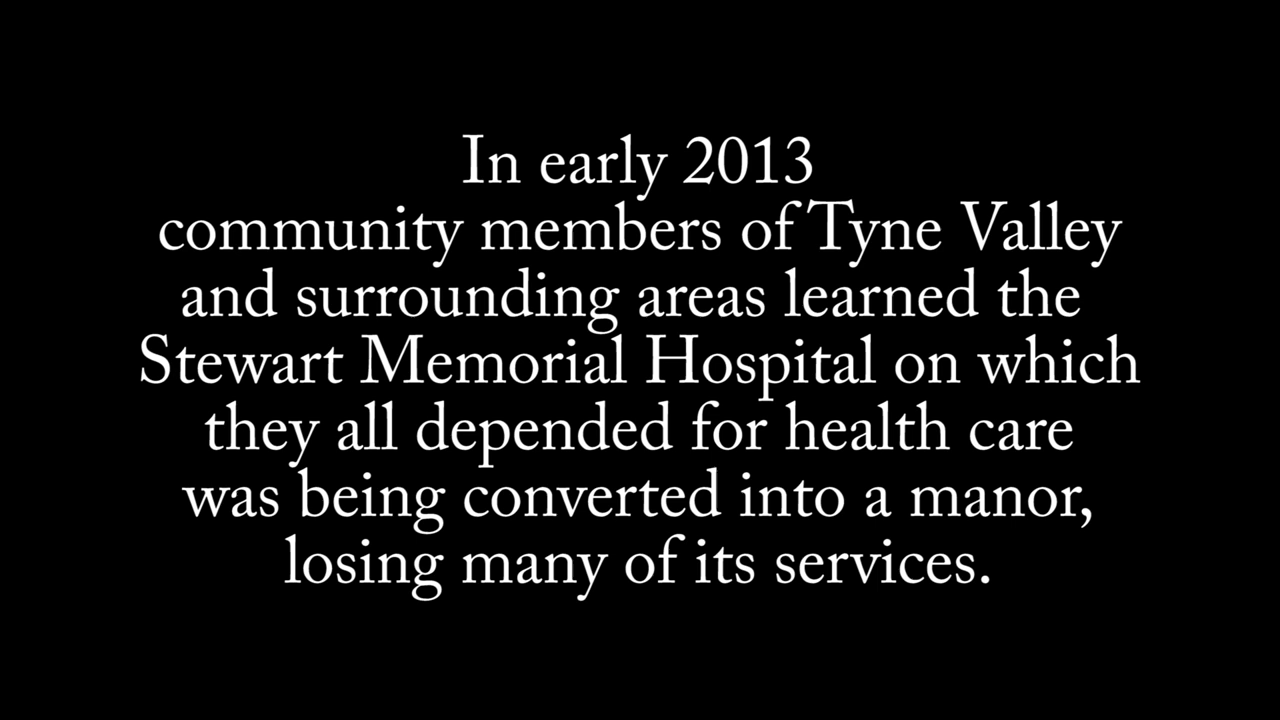 In early 2013
community members of Tyne Valley
and surrounding areas learned the
Stewart Memorial Hospital on which
they all depended for health care
was being converted into a manor,
losing many of its services.